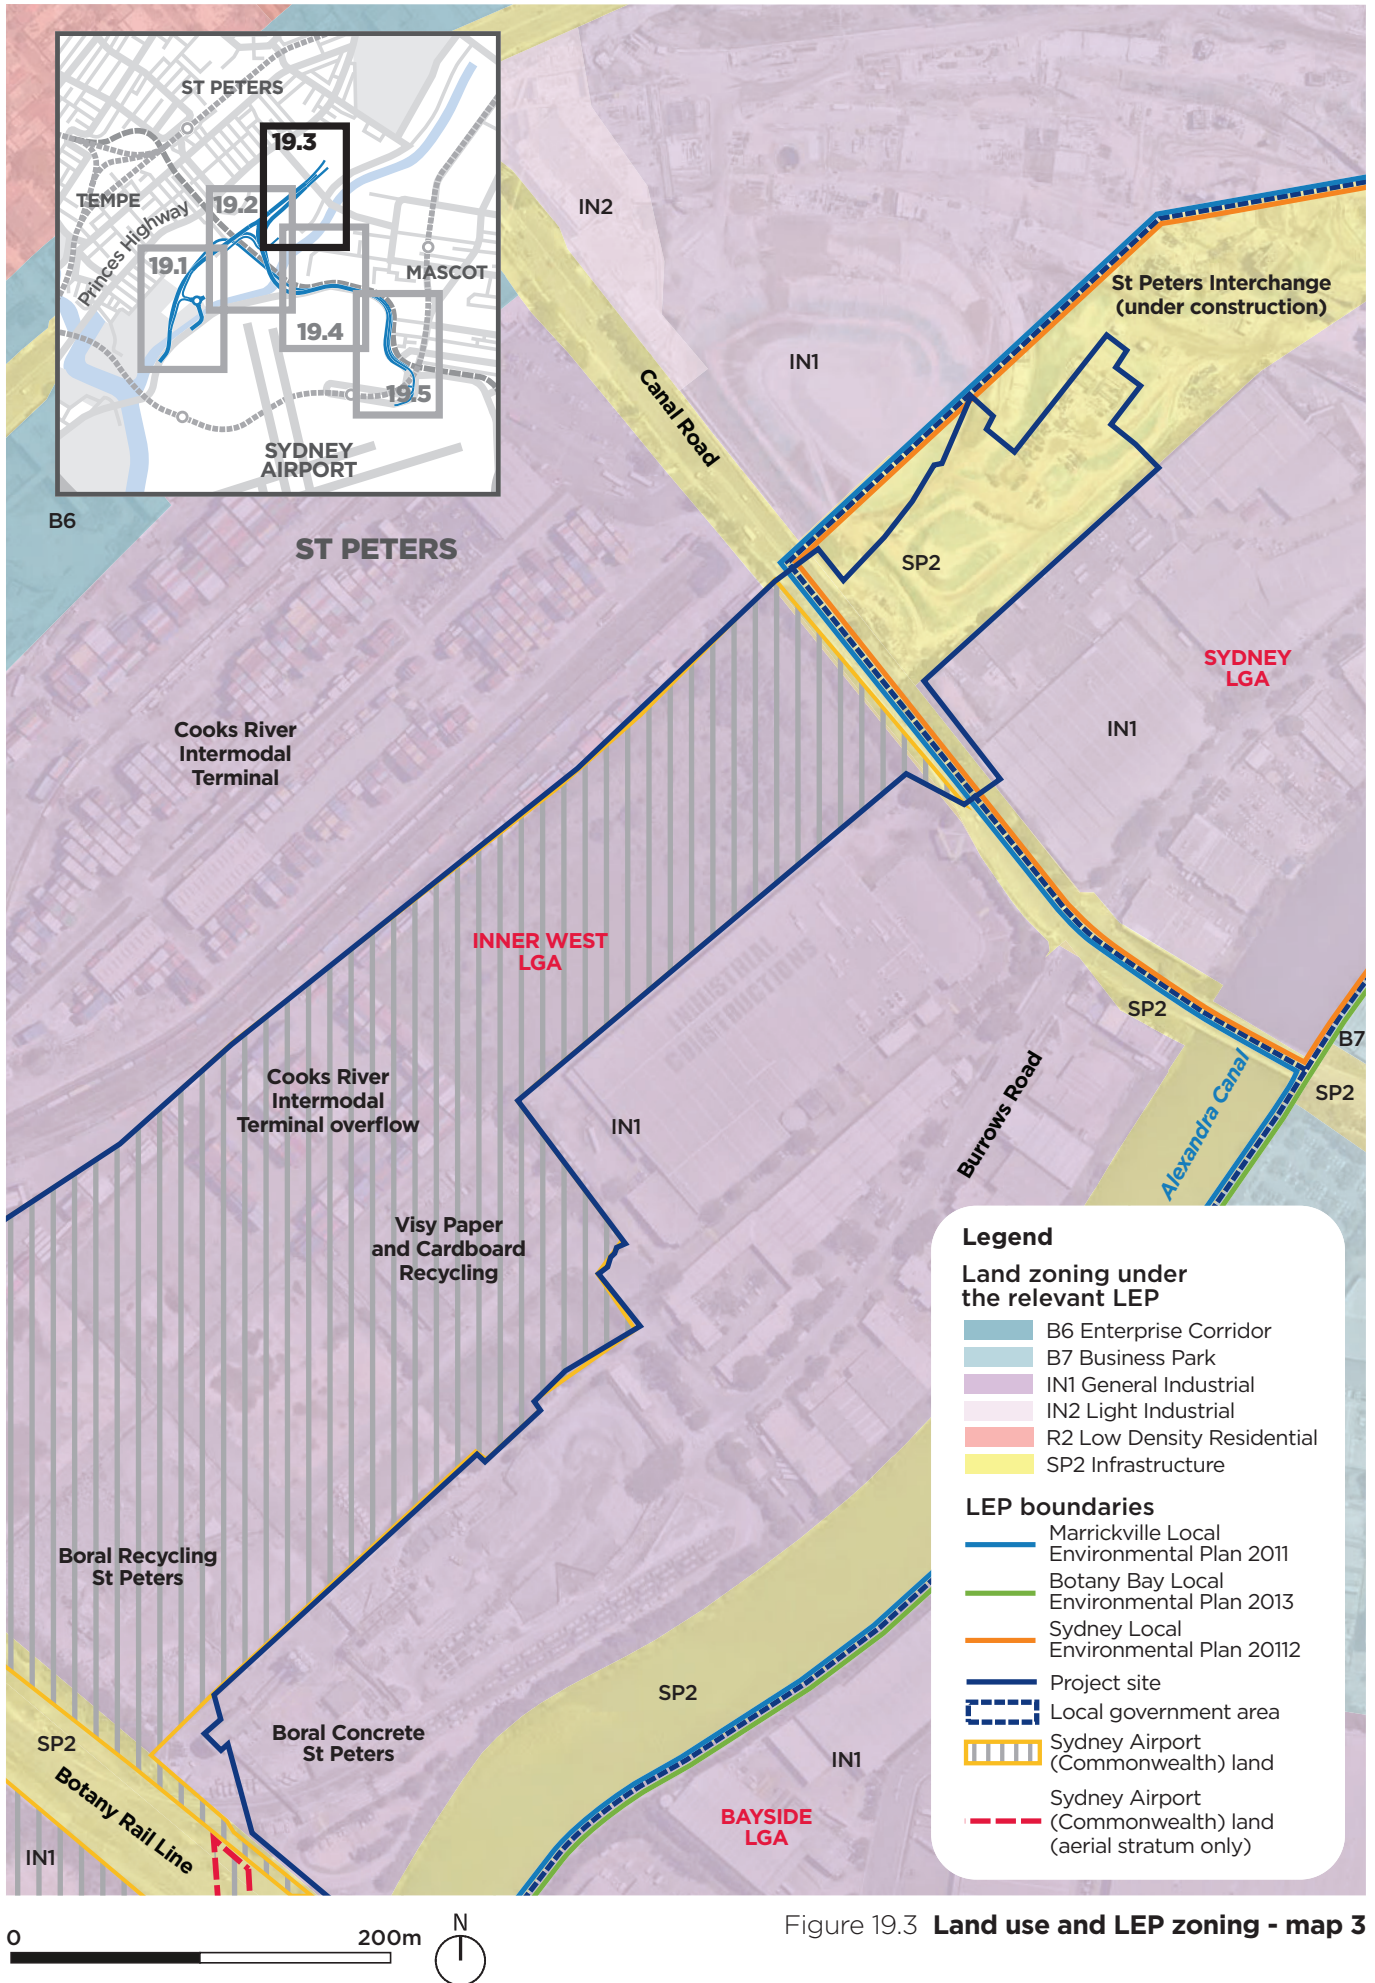 ST PETERS
19.3
TEMPE
19.2
Princes Highway
19.1
MASCOT
19.4
19.5
SYDNEY
AIRPORT
IN2
St Peters Interchange
(under construction)
IN1
Canal Road
B6
ST PETERS
SP2
SYDNEY
LGA
Cooks River
Intermodal
Terminal
IN1
INNER WEST
LGA
SP2
B7
Cooks River
Intermodal
Terminal overflow
IN1
Burrows Road
Alexandra Canal
SP2
Visy Paper
and Cardboard
Recycling
Boral Recycling
St Peters
SP2
Boral Concrete
St Peters
SP2
Botany Rail Line
IN1
BAYSIDE
LGA
IN1
Legend
Land zoning under
the relevant LEP
B6 Enterprise Corridor
B7 Business Park
IN1 General Industrial
IN2 Light Industrial
R2 Low Density Residential
SP2 Infrastructure
LEP boundaries
Marrickville Local
Environmental Plan 2011
Botany Bay Local
Environmental Plan 2013
Sydney Local
Environmental Plan 20112
Project site
Local government area
Sydney Airport
(Commonwealth) land
Sydney Airport
(Commonwealth) land
(aerial stratum only)
0 200m
N
Figure 19.3 Land use and LEP zoning - map 3